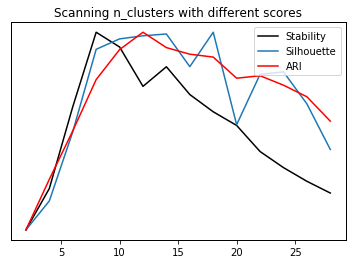 Scanning n_clusters with different scores
Stability
Silhouette
ARI
5 10 15 20 25